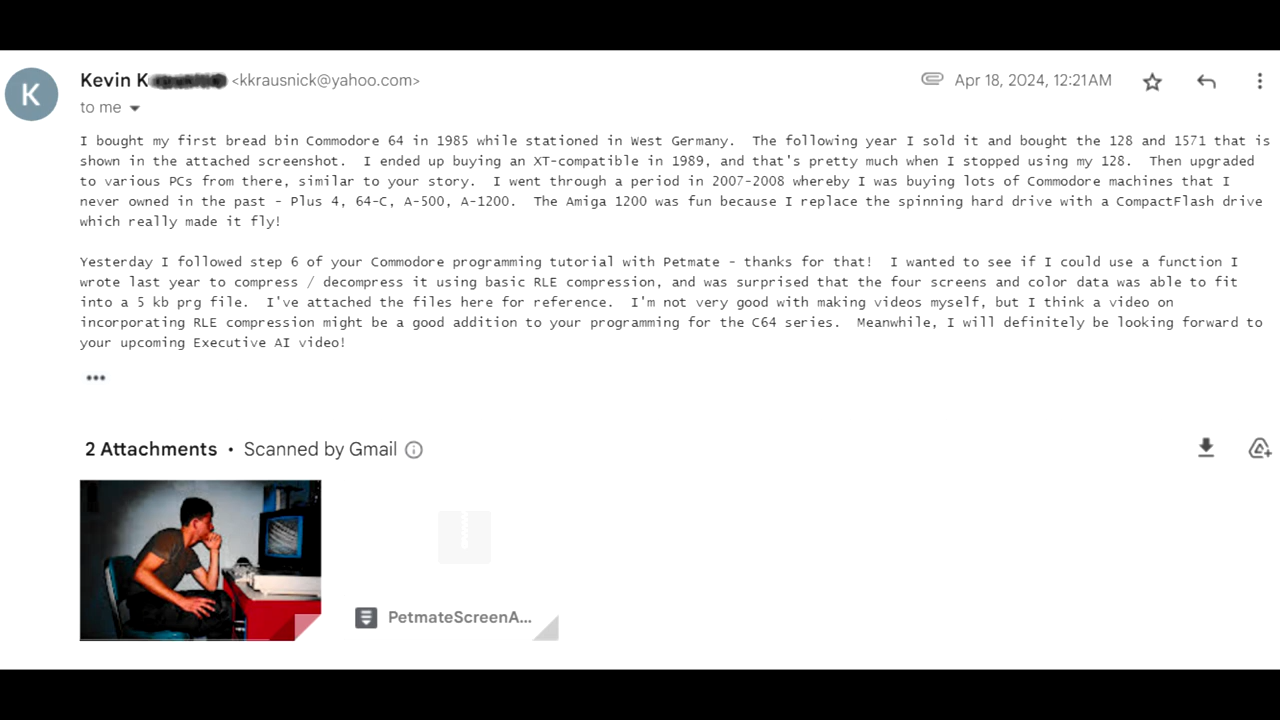 K
Kevin K <kkrausnick@yahoo.com>
Apr 18, 2024, 12:21AM
to me
I bought my first bread bin Commodore 64 in 1985 while stationed in West Germany.  The following year I sold it and bought the 128 and 1571 that is
shown in the attached screenshot.  I ended up buying an XT-compatible in 1989, and that's pretty much when I stopped using my 128.  Then upgraded
to various PCs from there, similar to your story.  I went through a period in 2007-2008 whereby I was buying lots of Commodore machines that I
never owned in the past - Plus 4, 64-C, A-500, A-1200.  The Amiga 1200 was fun because I replace the spinning hard drive with a CompactFlash drive
which really made it fly!
Yesterday I followed step 6 of your Commodore programming tutorial with Petmate - thanks for that!  I wanted to see if I could use a function I
wrote last year to compress / decompress it using basic RLE compression, and was surprised that the four screens and color data was able to fit
into a 5 kb prg file.  I've attached the files here for reference.  I'm not very good with making videos myself, but I think a video on
incorporating RLE compression might be a good addition to your programming for the C64 series.  Meanwhile, I will definitely be looking forward to
your upcoming Executive AI video!
2 Attachments • Scanned by Gmail
PetmateScreenA...